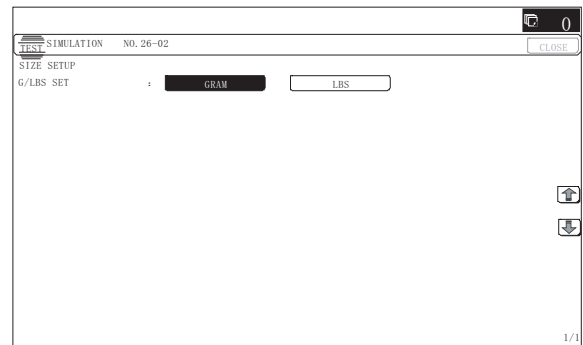 0
TEST SIMULATION NO.26-02 CLOSE
SIZE SETUP
G/LBS SET : GRAM LBS
1/1